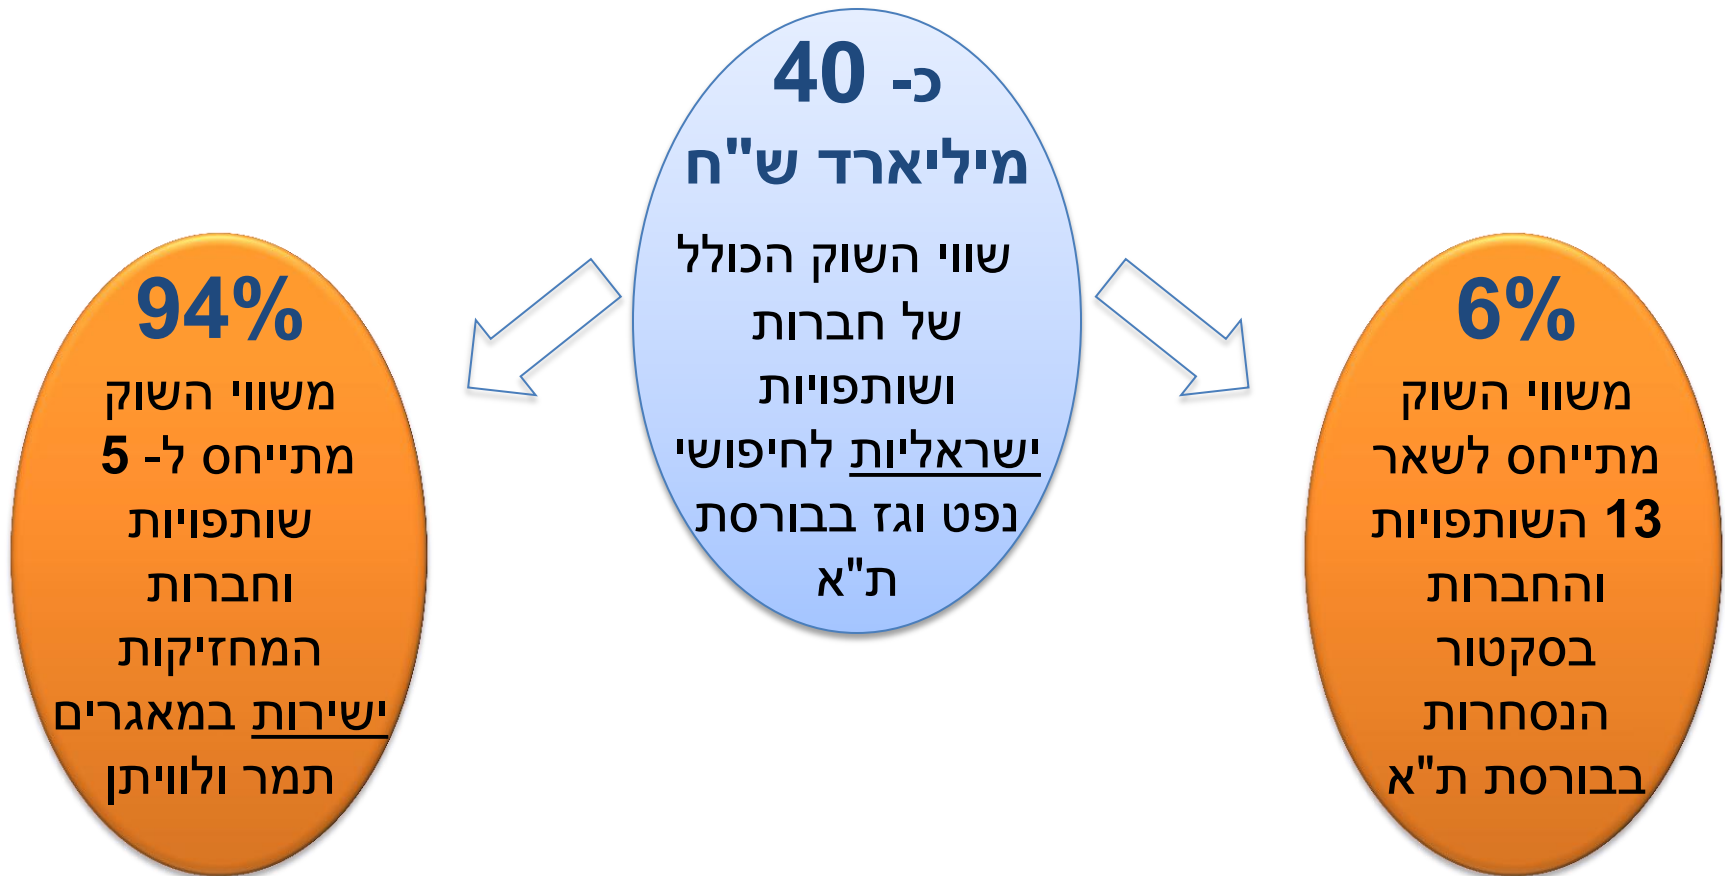 כ- 40
מיליארד ש"ח
שווי השוק הכולל
של חברות
ושותפויות
ישראליות לחיפושי
נפט וגז בבורסת
ת"א
6%
משווי השוק
מתייחס לשאר
13 השותפויות
והחברות
בסקטור
הנסחרות
בבורסת ת"א
94%
משווי השוק
מתייחס ל- 5
שותפויות
וחברות
המחזיקות
ישירות במאגרים
תמר ולוויתן